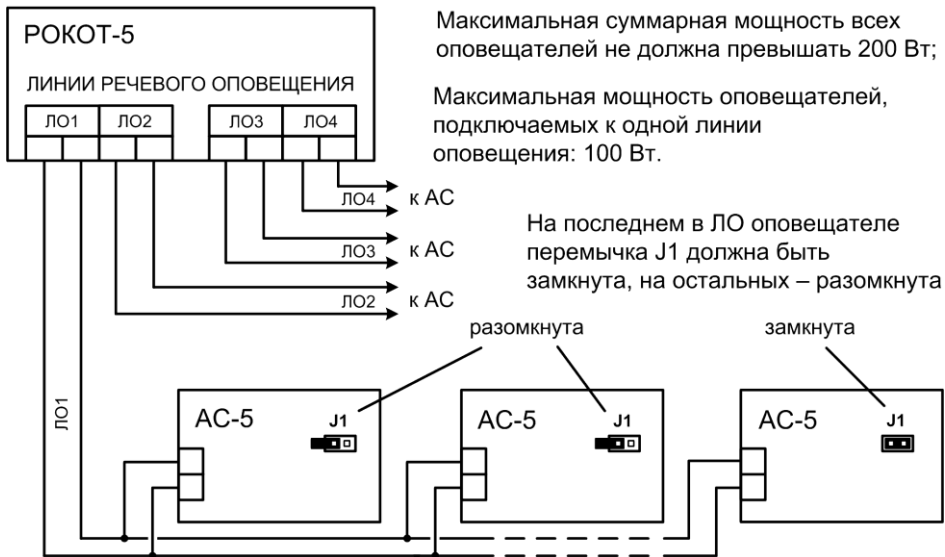 РОКОТ-5
ЛИНИИ РЕЧЕВОГО ОПОВЕЩЕНИЯ
ЛО1 ЛО2 ЛО3 ЛО4
Максимальная суммарная мощность всех
оповещателей не должна превышать 200 Вт;
Максимальная мощность оповещателей,
подключаемых к одной линии
оповещения: 100 Вт.
ЛО4 к АС
ЛО3 к АС
ЛО2 к АС
На последнем в ЛО оповещателе
перемычка J1 должна быть
замкнута, на остальных – разомкнута
разомкнута
замкнута
ЛО1
АС-5 J1
АС-5 J1
АС-5 J1